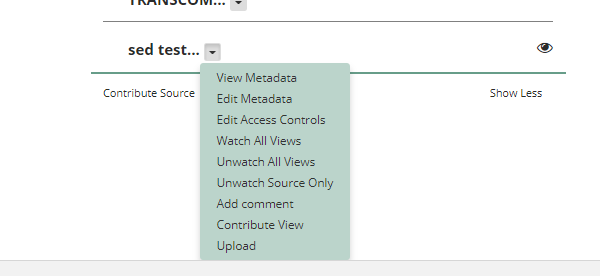 TRANSCOM...
sed test...
Contribute Source
Show Less
View Metadata
Edit Metadata
Edit Access Controls
Watch All Views
Unwatch All Views
Unwatch Source Only
Add comment
Contribute View
Upload